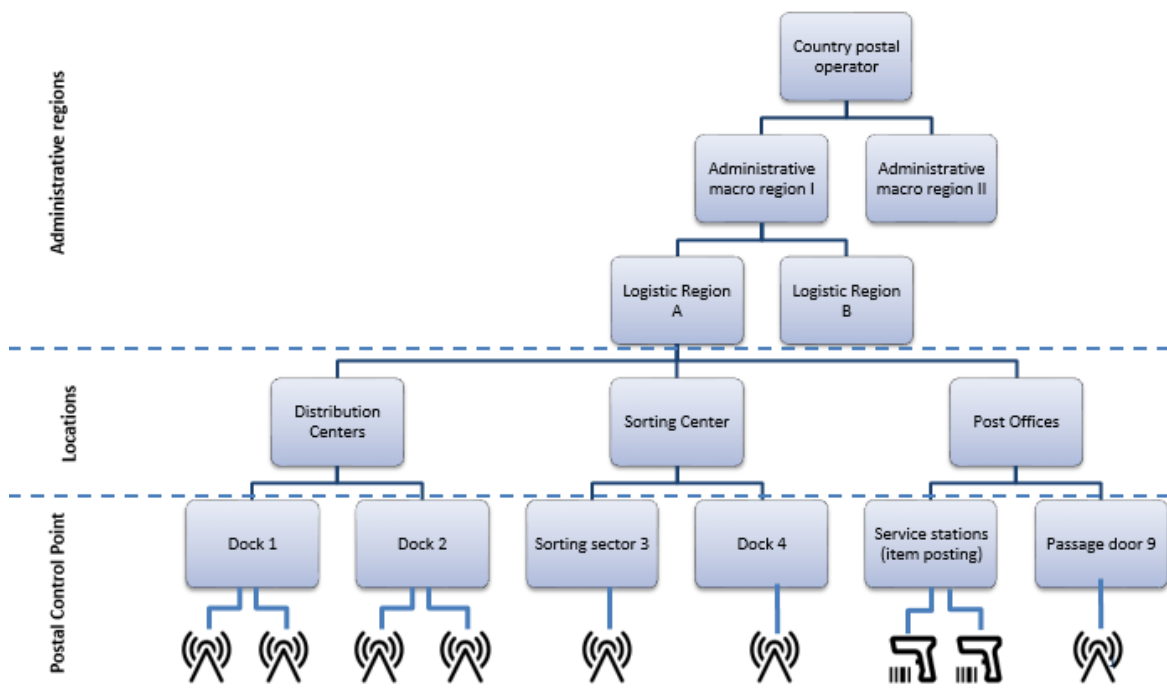 Administrative regions
Country postal
operator
Administrative
macro region I
Administrative
macro region II
Logistic Region
A
Logistic Region
B
Locations
Distribution
Centers
Sorting Center
Post Offices
Postal Control Point
Dock 1
Dock 2
Sorting sector 3
Dock 4
Service stations
(item posting)
Passage door 9